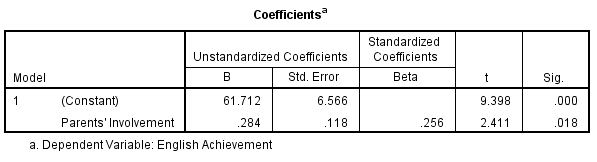 Coefficientsa
Unstandardized Coefficients Standardized Coefficients
Model B Std. Error Beta t Sig.
1 (Constant) 61.712 6.566 9.398 .000
Parents' Involvement .284 .118 .256 2.411 .018
a. Dependent Variable: English Achievement